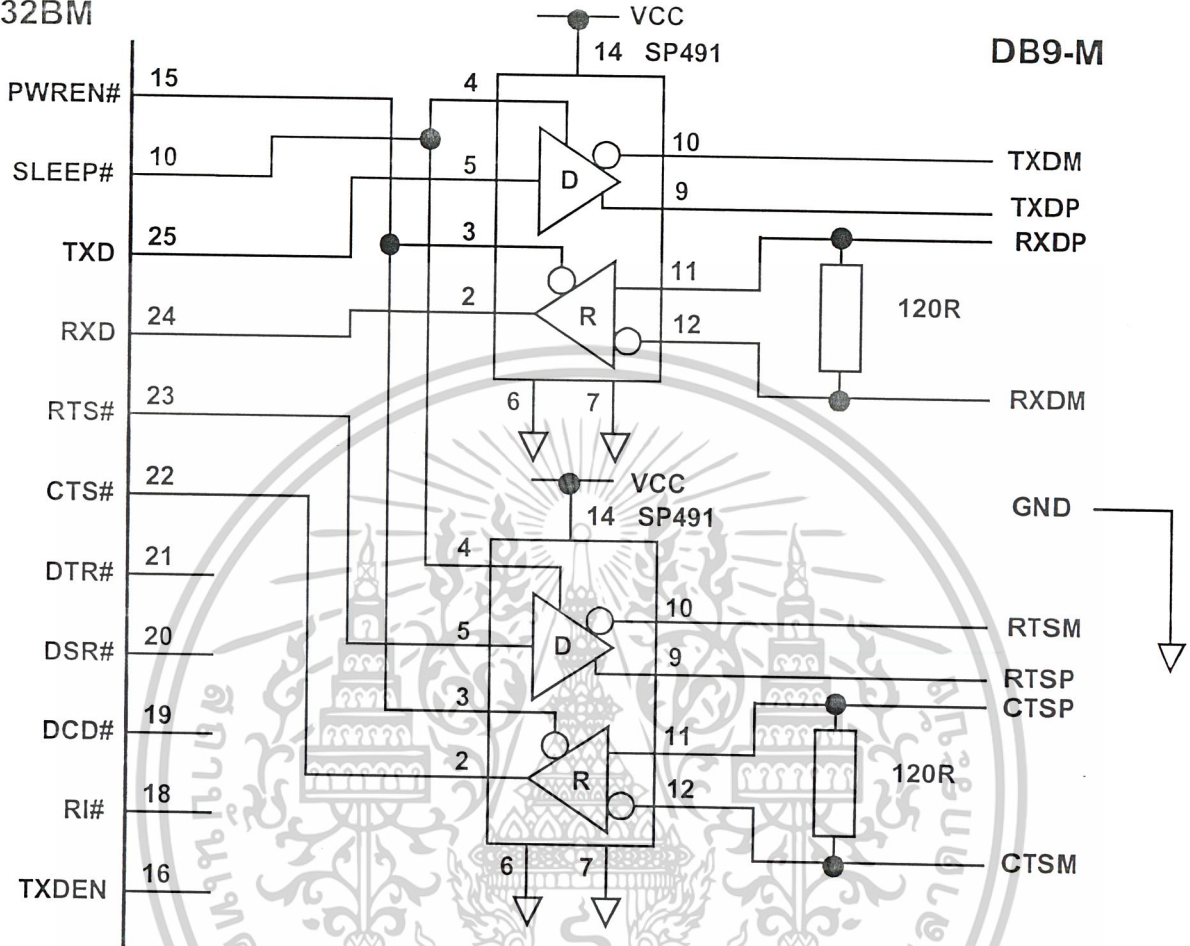 32BM
VCC
14 SP491
DB9-M
PWREN# 15
4
SLEEP# 10
5
10 TXDM
9 TXDP
TXD 25
3
RXDP
11
RXD 24
2
D
R
12
120R
RTS# 23
6 7
RXDM
CTS# 22
VCC
14 SP491
GND
DTR# 21
4
10 RTSM
DSR# 20
5
D
9 RTSP
CTSP
DCD# 19
3
11
2
R
120R
RI# 18
12
6 7
CTSM
TXDEN 16